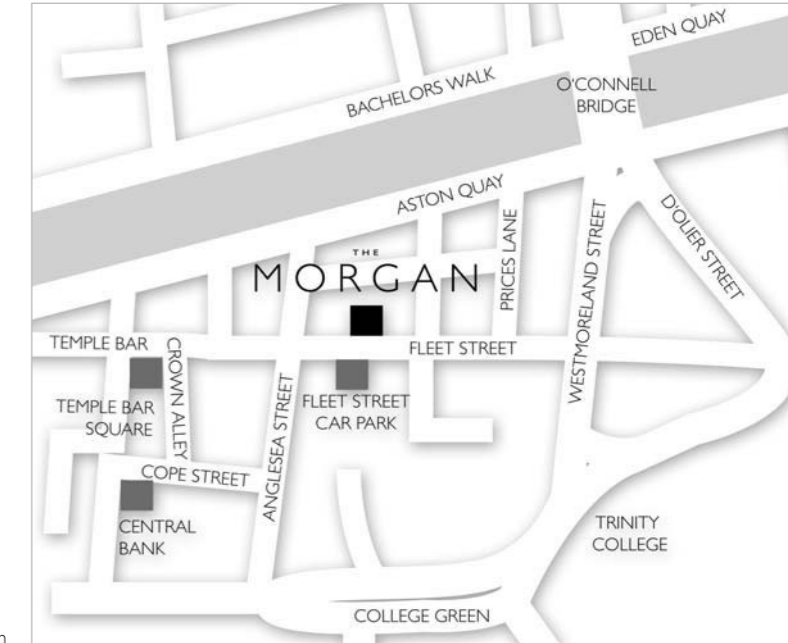 EDEN QUAY
O'CONNELL
BRIDGE
BACHELORS WALK
ASTON QUAY
D'OLIER STREET
PRICES LANE
WESTMORELAND STREET
THE
MORGAN
TEMPLE BAR
CROWN ALLEY
FLEET STREET
TEMPLE BAR
SQUARE
ANGLESEA STREET
FLEET STREET
CAR PARK
COPE STREET
CENTRAL
BANK
TRINITY
COLLEGE
COLLEGE GREEN